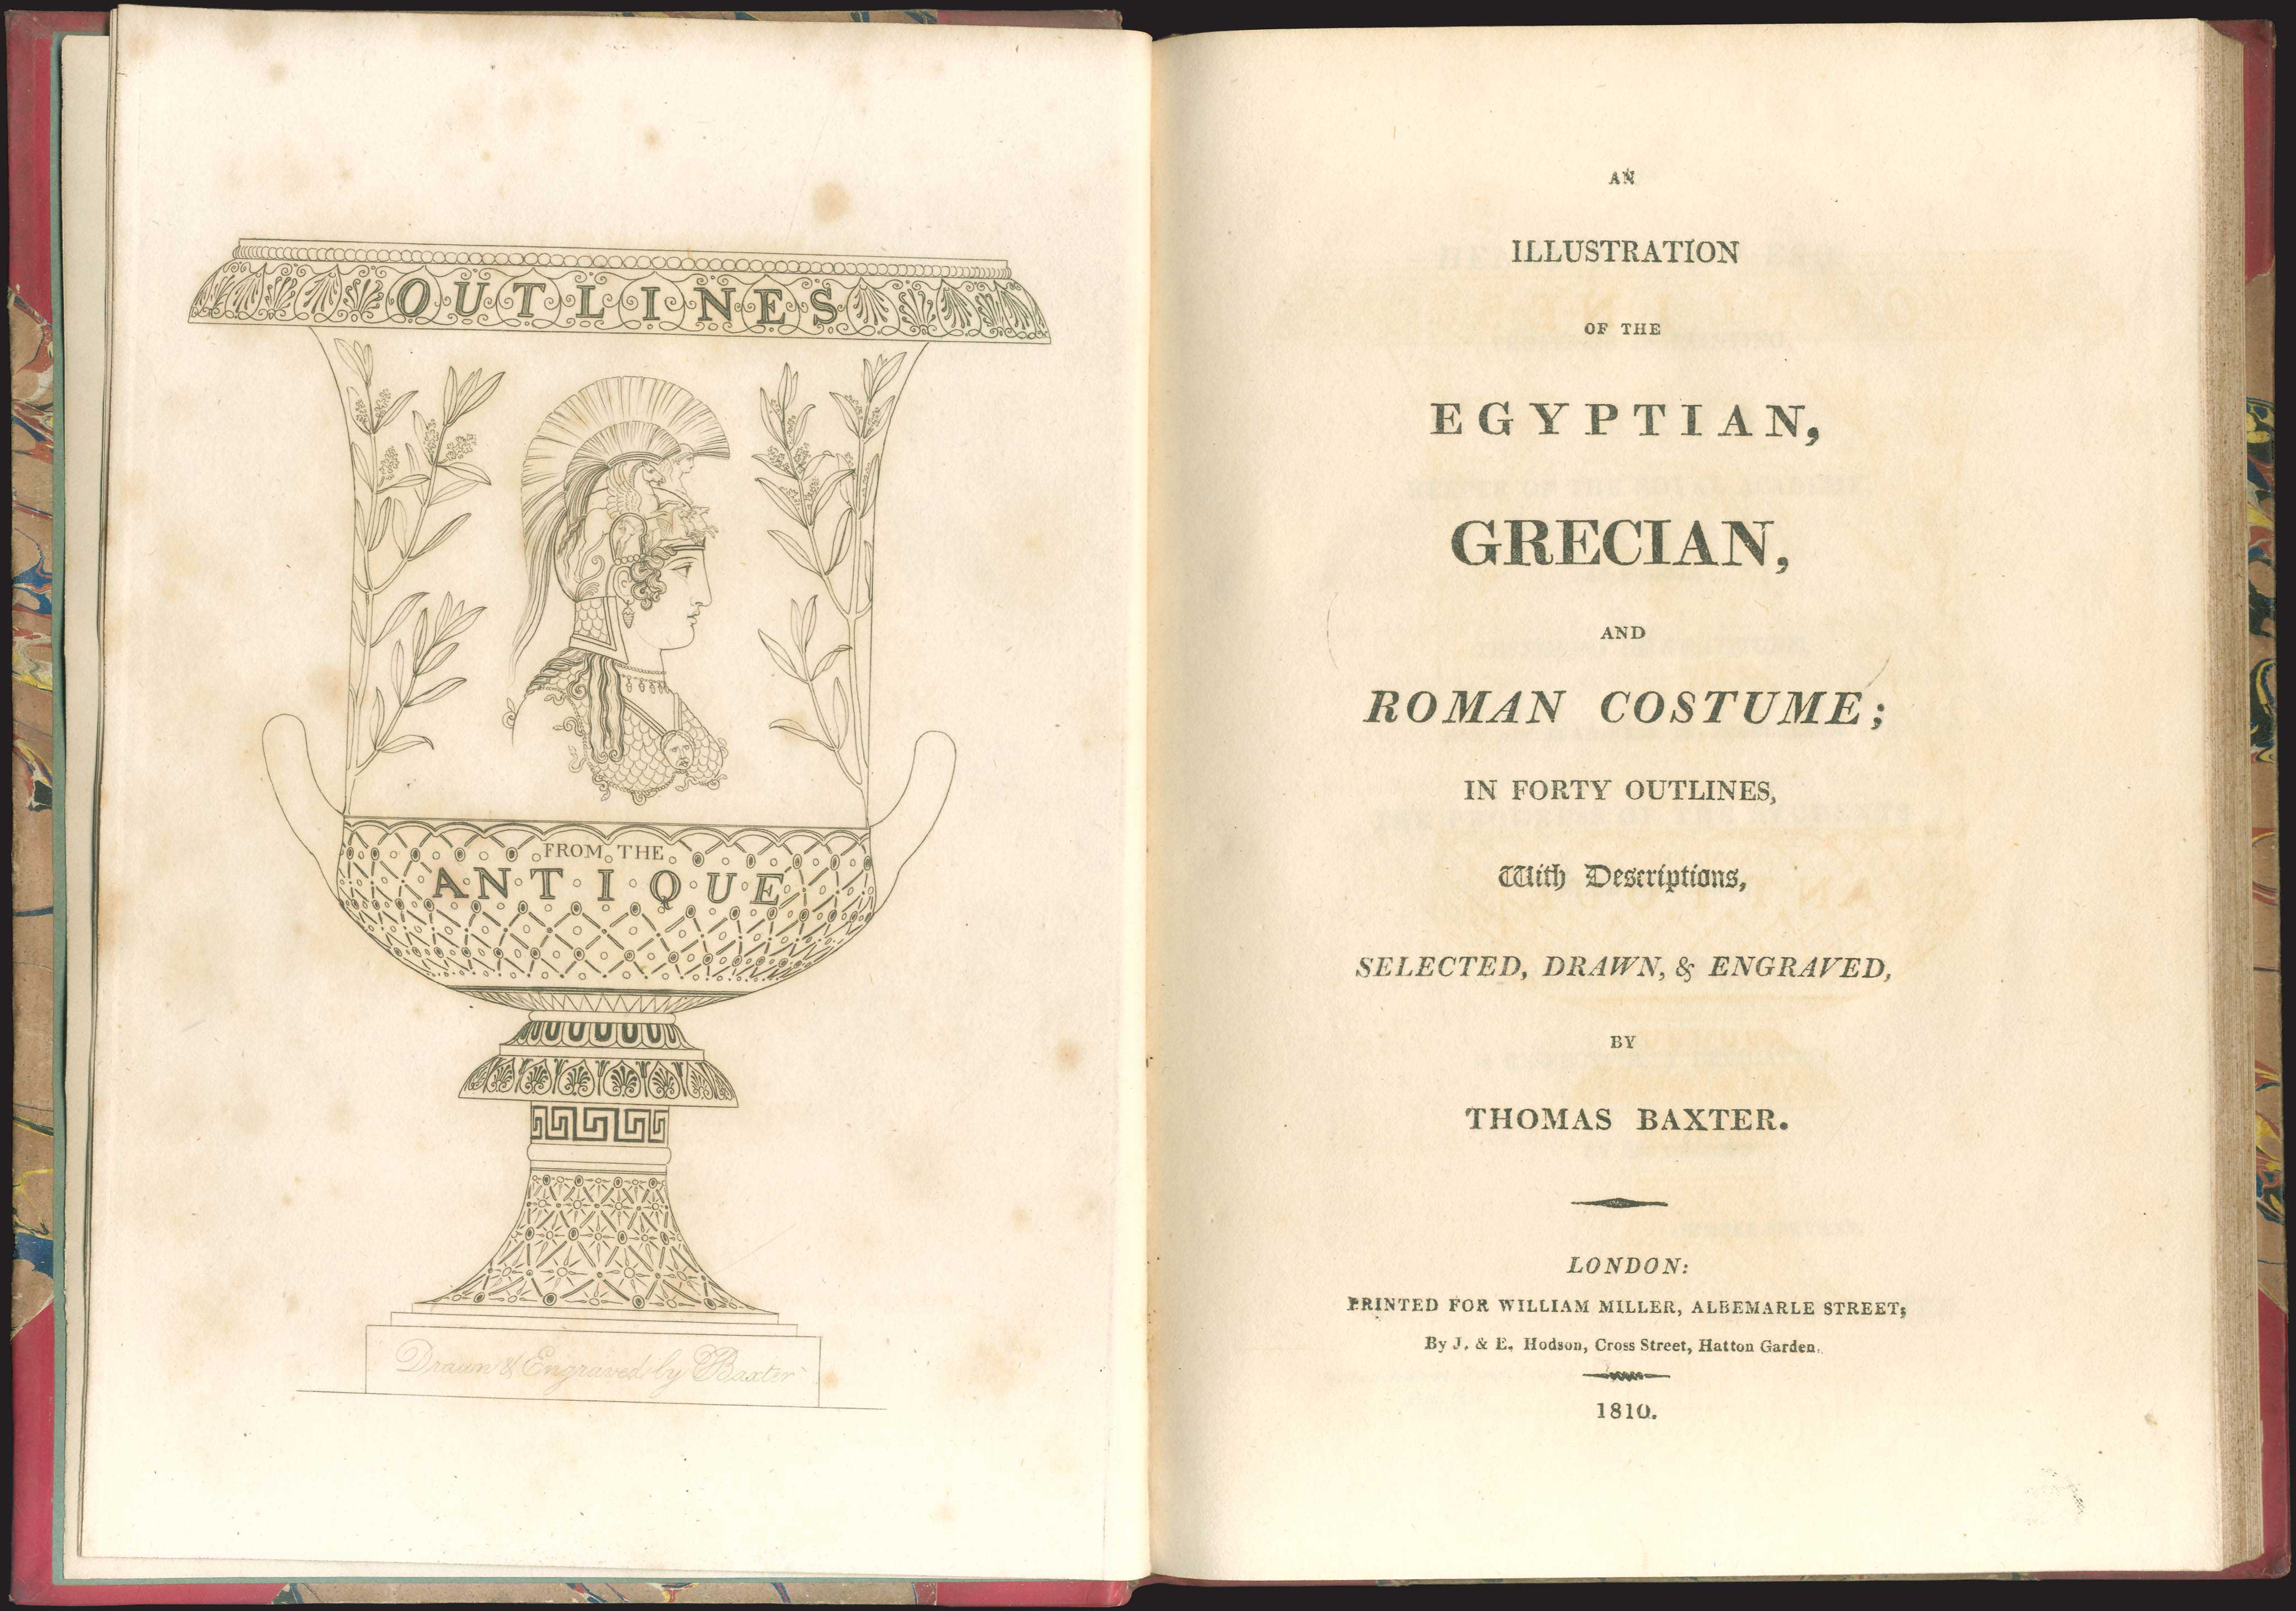 OUTLINES
FROM THE
ANTIQUE
Drawn & Engraved by T Baxter
AN
ILLUSTRATION
OF THE
EGYPTIAN,
GRECIAN,
AND
ROMAN COSTUME;
IN FORTY OUTLINES,
With Descriptions,
SELECTED, DRAWN, & ENGRAVED,
BY
THOMAS BAXTER.
LONDON:
PRINTED FOR WILLIAM MILLER, ALBEMARLE STREET;
By J. & E. Hodson, Cross Street, Hatton Garden.
1810.